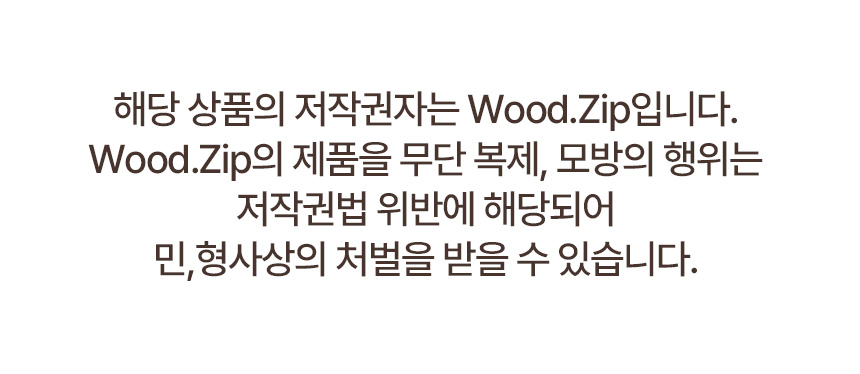 해당 상품의 저작권자는 Wood.Zip입니다.
Wood.Zip의 제품을 무단 복제, 모방의 행위는
저작권법 위반에 해당되어
민,형사상의 처벌을 받을 수 있습니다.